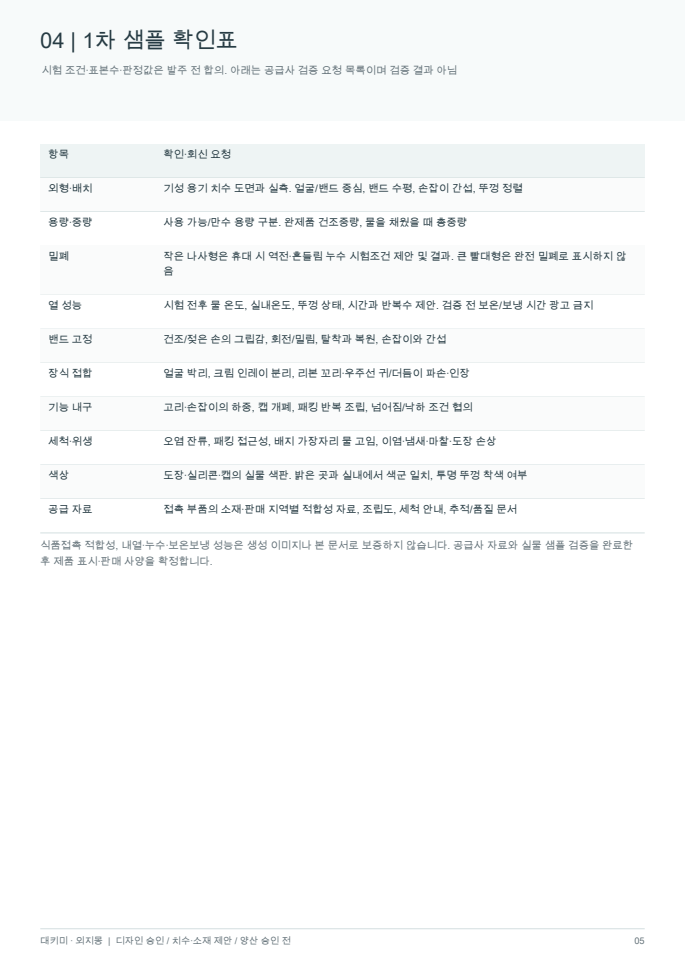 04 | 1차 샘플 확인표
시험 조건·표본수·판정값은 발주 전 합의. 아래는 공급사 검증 요청 목록이며 검증 결과 아님
항목 확인·회신 요청
외형·배치 기성 용기 치수 도면과 실측. 얼굴/밴드 중심, 밴드 수평, 손잡이 간섭, 뚜껑 정렬
용량·중량 사용 가능/만수 용량 구분. 완제품 건조중량, 물을 채웠을 때 총중량
밀폐 작은 나사형은 휴대 시 역전·흔들림 누수 시험조건 제안 및 결과. 큰 빨대형은 완전 밀폐로 표시하지 않
음
열 성능 시험 전후 물 온도, 실내온도, 뚜껑 상태, 시간과 반복수 제안. 검증 전 보온/보냉 시간 광고 금지
밴드 고정 건조/젖은 손의 그립감, 회전/밀림, 탈착과 복원, 손잡이와 간섭
장식 접합 얼굴 박리, 크림 인레이 분리, 리본 꼬리·우주선 귀/더듬이 파손·인장
기능 내구 고리·손잡이의 하중, 캡 개폐, 패킹 반복 조립, 넘어짐/낙하 조건 협의
세척·위생 오염 잔류, 패킹 접근성, 배지 가장자리 물 고임, 이염·냄새·마찰·도장 손상
색상 도장·실리콘·캡의 실물 색판. 밝은 곳과 실내에서 색군 일치, 투명 뚜껑 착색 여부
공급 자료 접촉 부품의 소재·판매 지역별 적합성 자료, 조립도, 세척 안내, 추적/품질 문서
식품접촉 적합성, 내열·누수·보온보냉 성능은 생성 이미지나 본 문서로 보증하지 않습니다. 공급사 자료와 실물 샘플 검증을 완료한
후 제품 표시·판매 사양을 확정합니다.
대키미 · 외지퐁 | 디자인 승인 / 치수·소재 제안 / 양산 승인 전 05